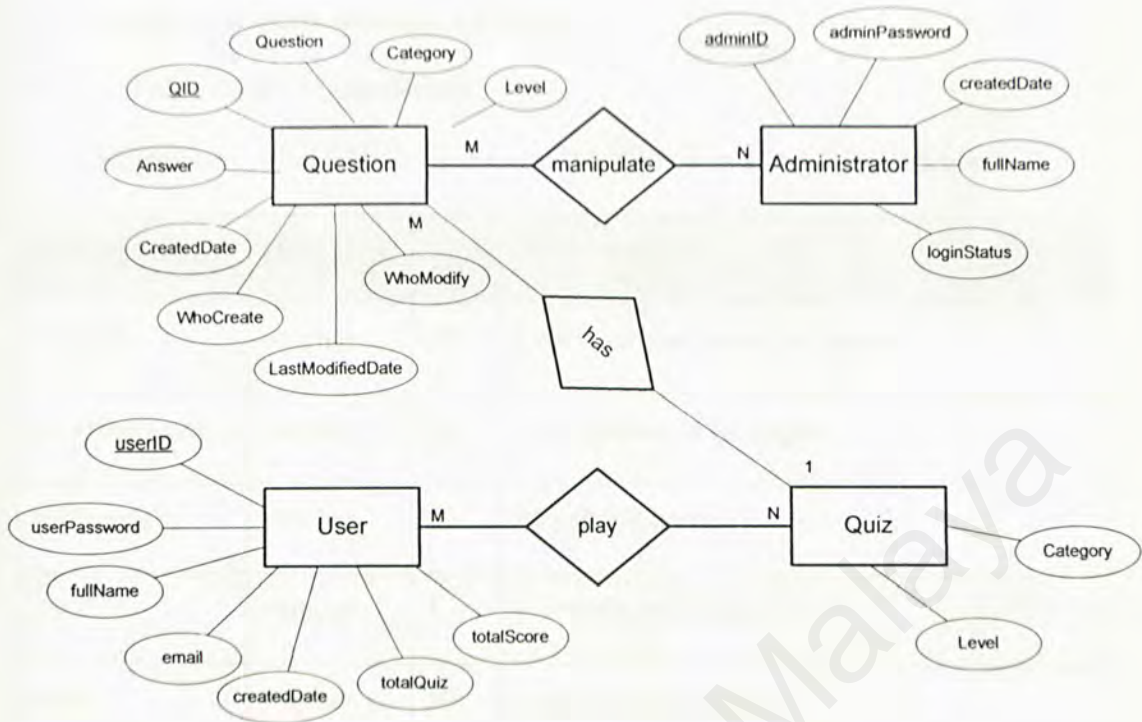 Question
Category
Level
QID
Answer
Question
CreatedDate
WhoCreate
LastModifiedDate
WhoModify
M
manipulate
N
adminID
adminPassword
createdDate
Administrator
fullName
loginStatus
M
has
1
userID
userPassword
fullName
email
createdDate
totalQuiz
totalScore
User
M
play
N
Quiz
Category
Level
Malaya